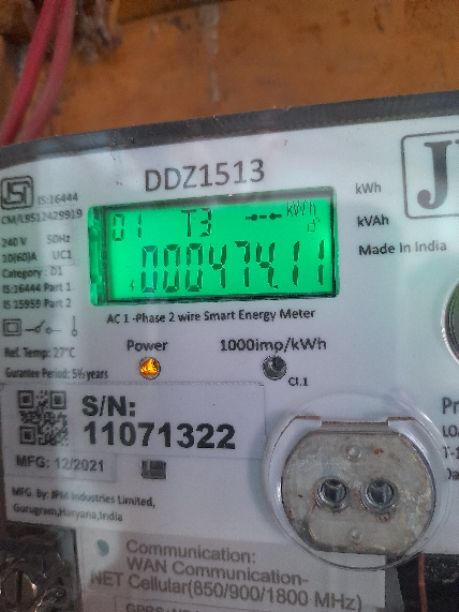 DDZ1513
IS:16444
CM/L8512429919
240 V 50Hz
10(60)A UC1
Category : D1
IS:16444 Part 1
IS 15959 Part 2
01 T3 kWh
00047411
kWh
kVAh
Made In India
AC 1 -Phase 2 wire Smart Energy Meter
Ref. Temp: 27°C
Gurantee Period: 5½ years
Power
1000imp/kWh
Cl.1
S/N:
11071322
MFG: 12/2021
MFG. By: JPM Industries Limited,
Gurugram,Haryana,India
Communication:
WAN Communication-
NET Cellular(850/900/1800 MHz)